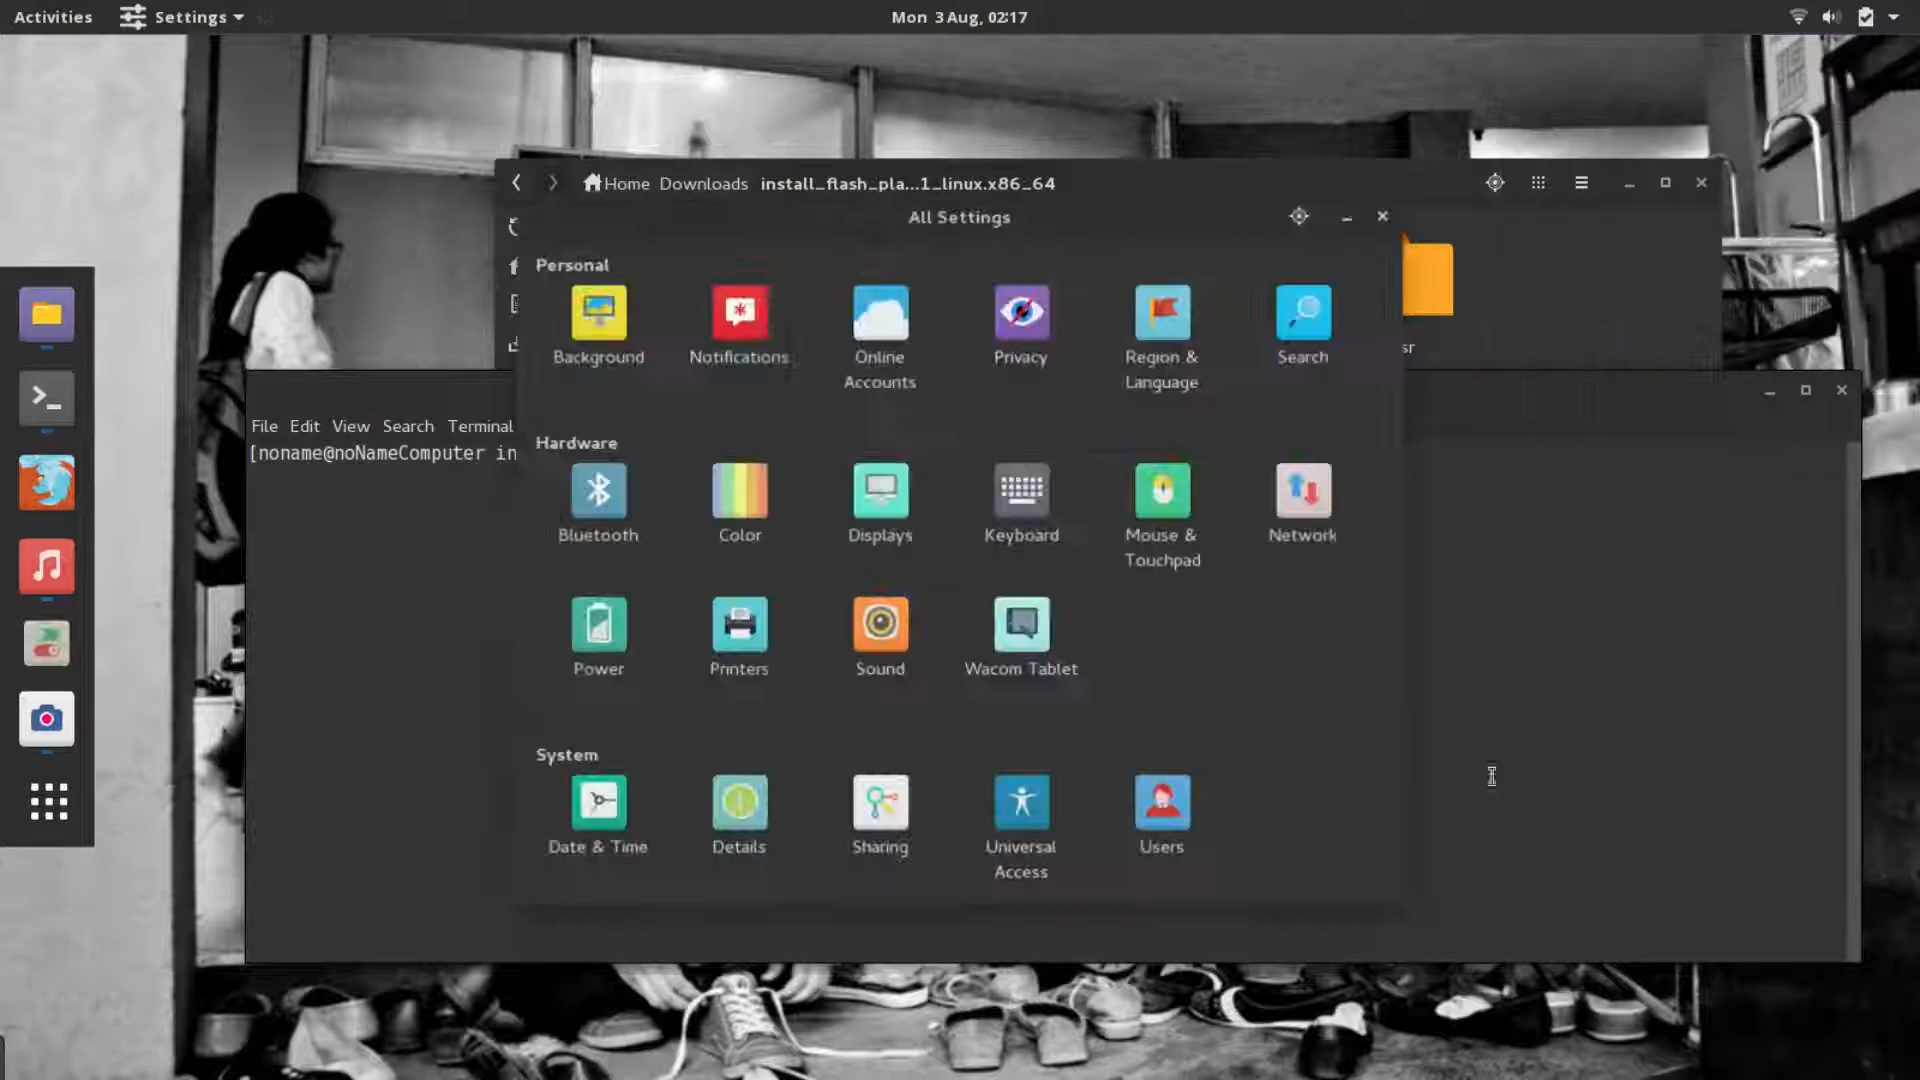 Activities Settings Mon 3 Aug, 02:17
Home Downloads install_flash_pla...1_linux.x86_64
All Settings
Personal
Background Notifications Online Accounts Privacy Region & Language Search
sr
File Edit View Search Terminal
[noname@noNameComputer in
Hardware
Bluetooth Color Displays Keyboard Mouse & Touchpad Network
Power Printers Sound Wacom Tablet
System
Date & Time Details Sharing Universal Access Users